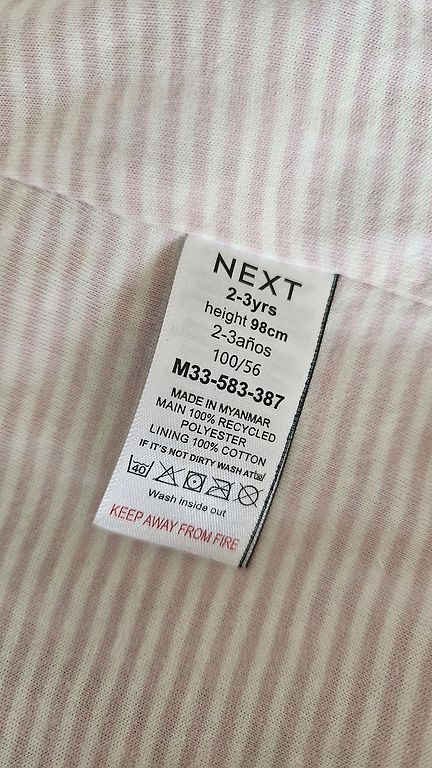 NEXT
2-3yrs
height 98cm
2-3años
100/56
M33-583-387
MADE IN MYANMAR
MAIN 100% RECYCLED
POLYESTER
LINING 100% COTTON
IF IT'S NOT DIRTY WASH AT
40
Wash inside out
KEEP AWAY FROM FIRE